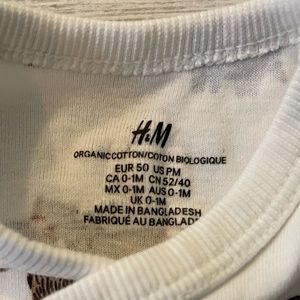 H&M
ORGANIC COTTON/COTON BIOLOGIQUE
EUR 50 US PM
CA 0-1M CN 52/40
MX 0-1M AUS 0-1M
UK 0-1M
MADE IN BANGLADESH
FABRIQUÉ AU BANGLAD